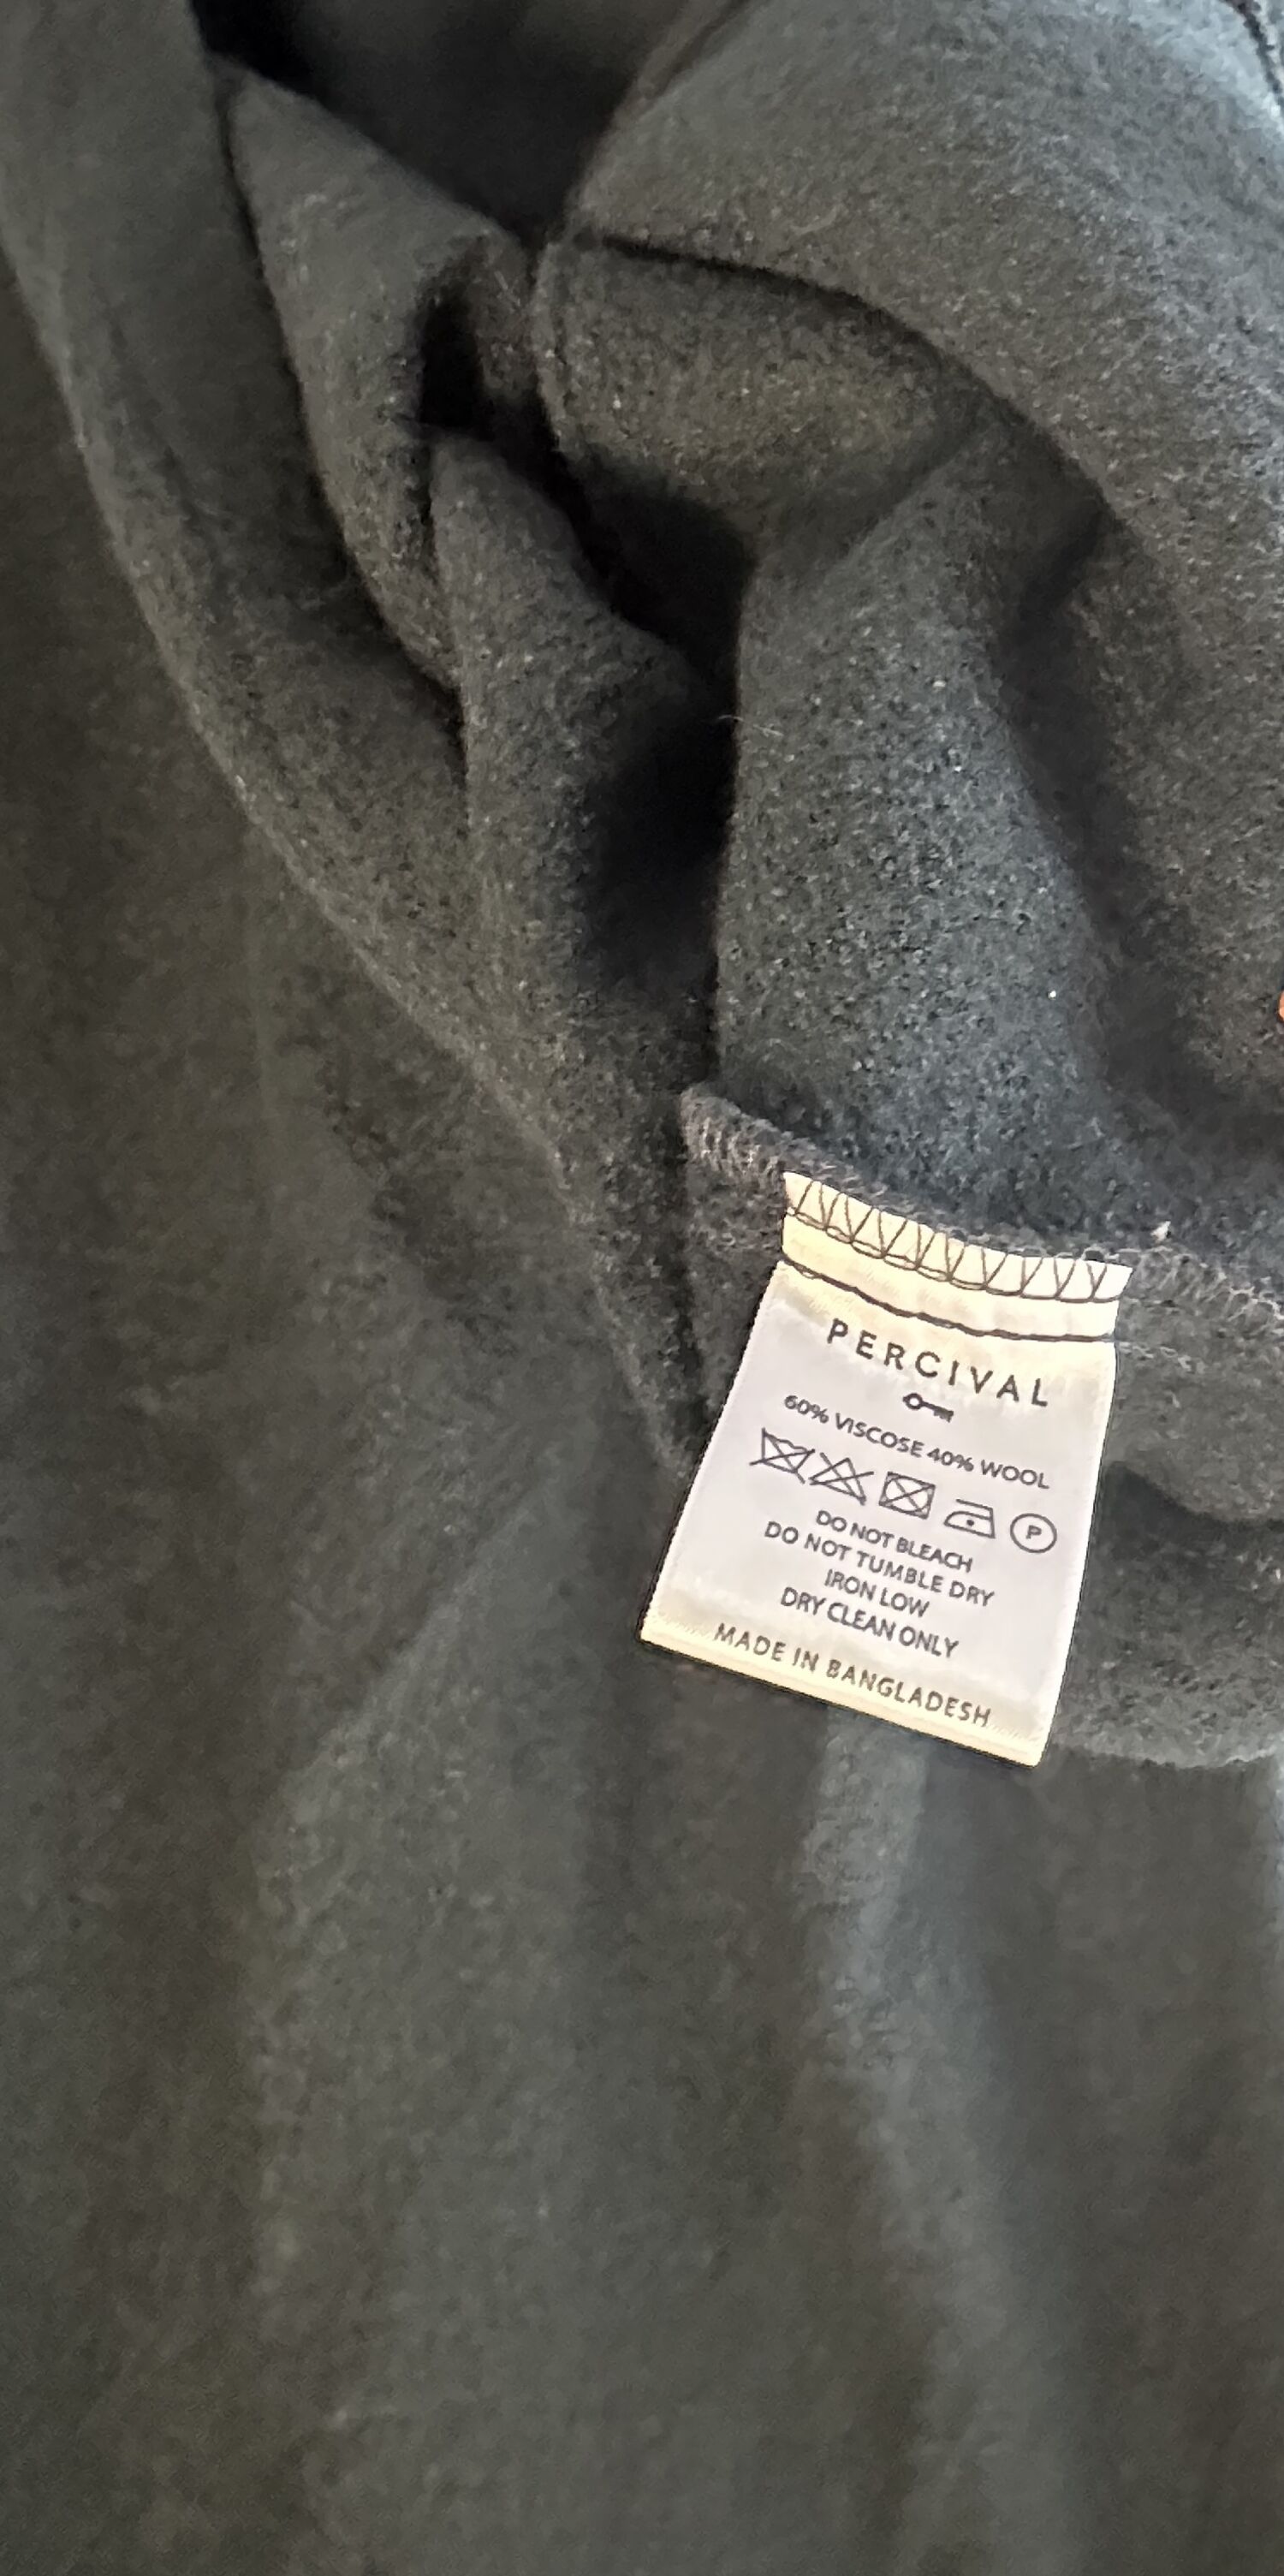 PERCIVAL
60% VISCOSE 40% WOOL
P
DO NOT BLEACH
DO NOT TUMBLE DRY
IRON LOW
DRY CLEAN ONLY
MADE IN BANGLADESH